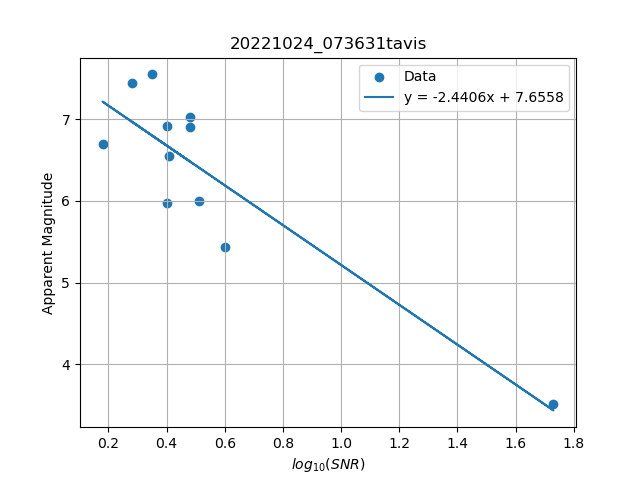 20221024_073631tavis
Data
y = -2.4406x + 7.6558
7
6
5
4
Apparent Magnitude
0.2 0.4 0.6 0.8 1.0 1.2 1.4 1.6 1.8
log₁₀(SNR)